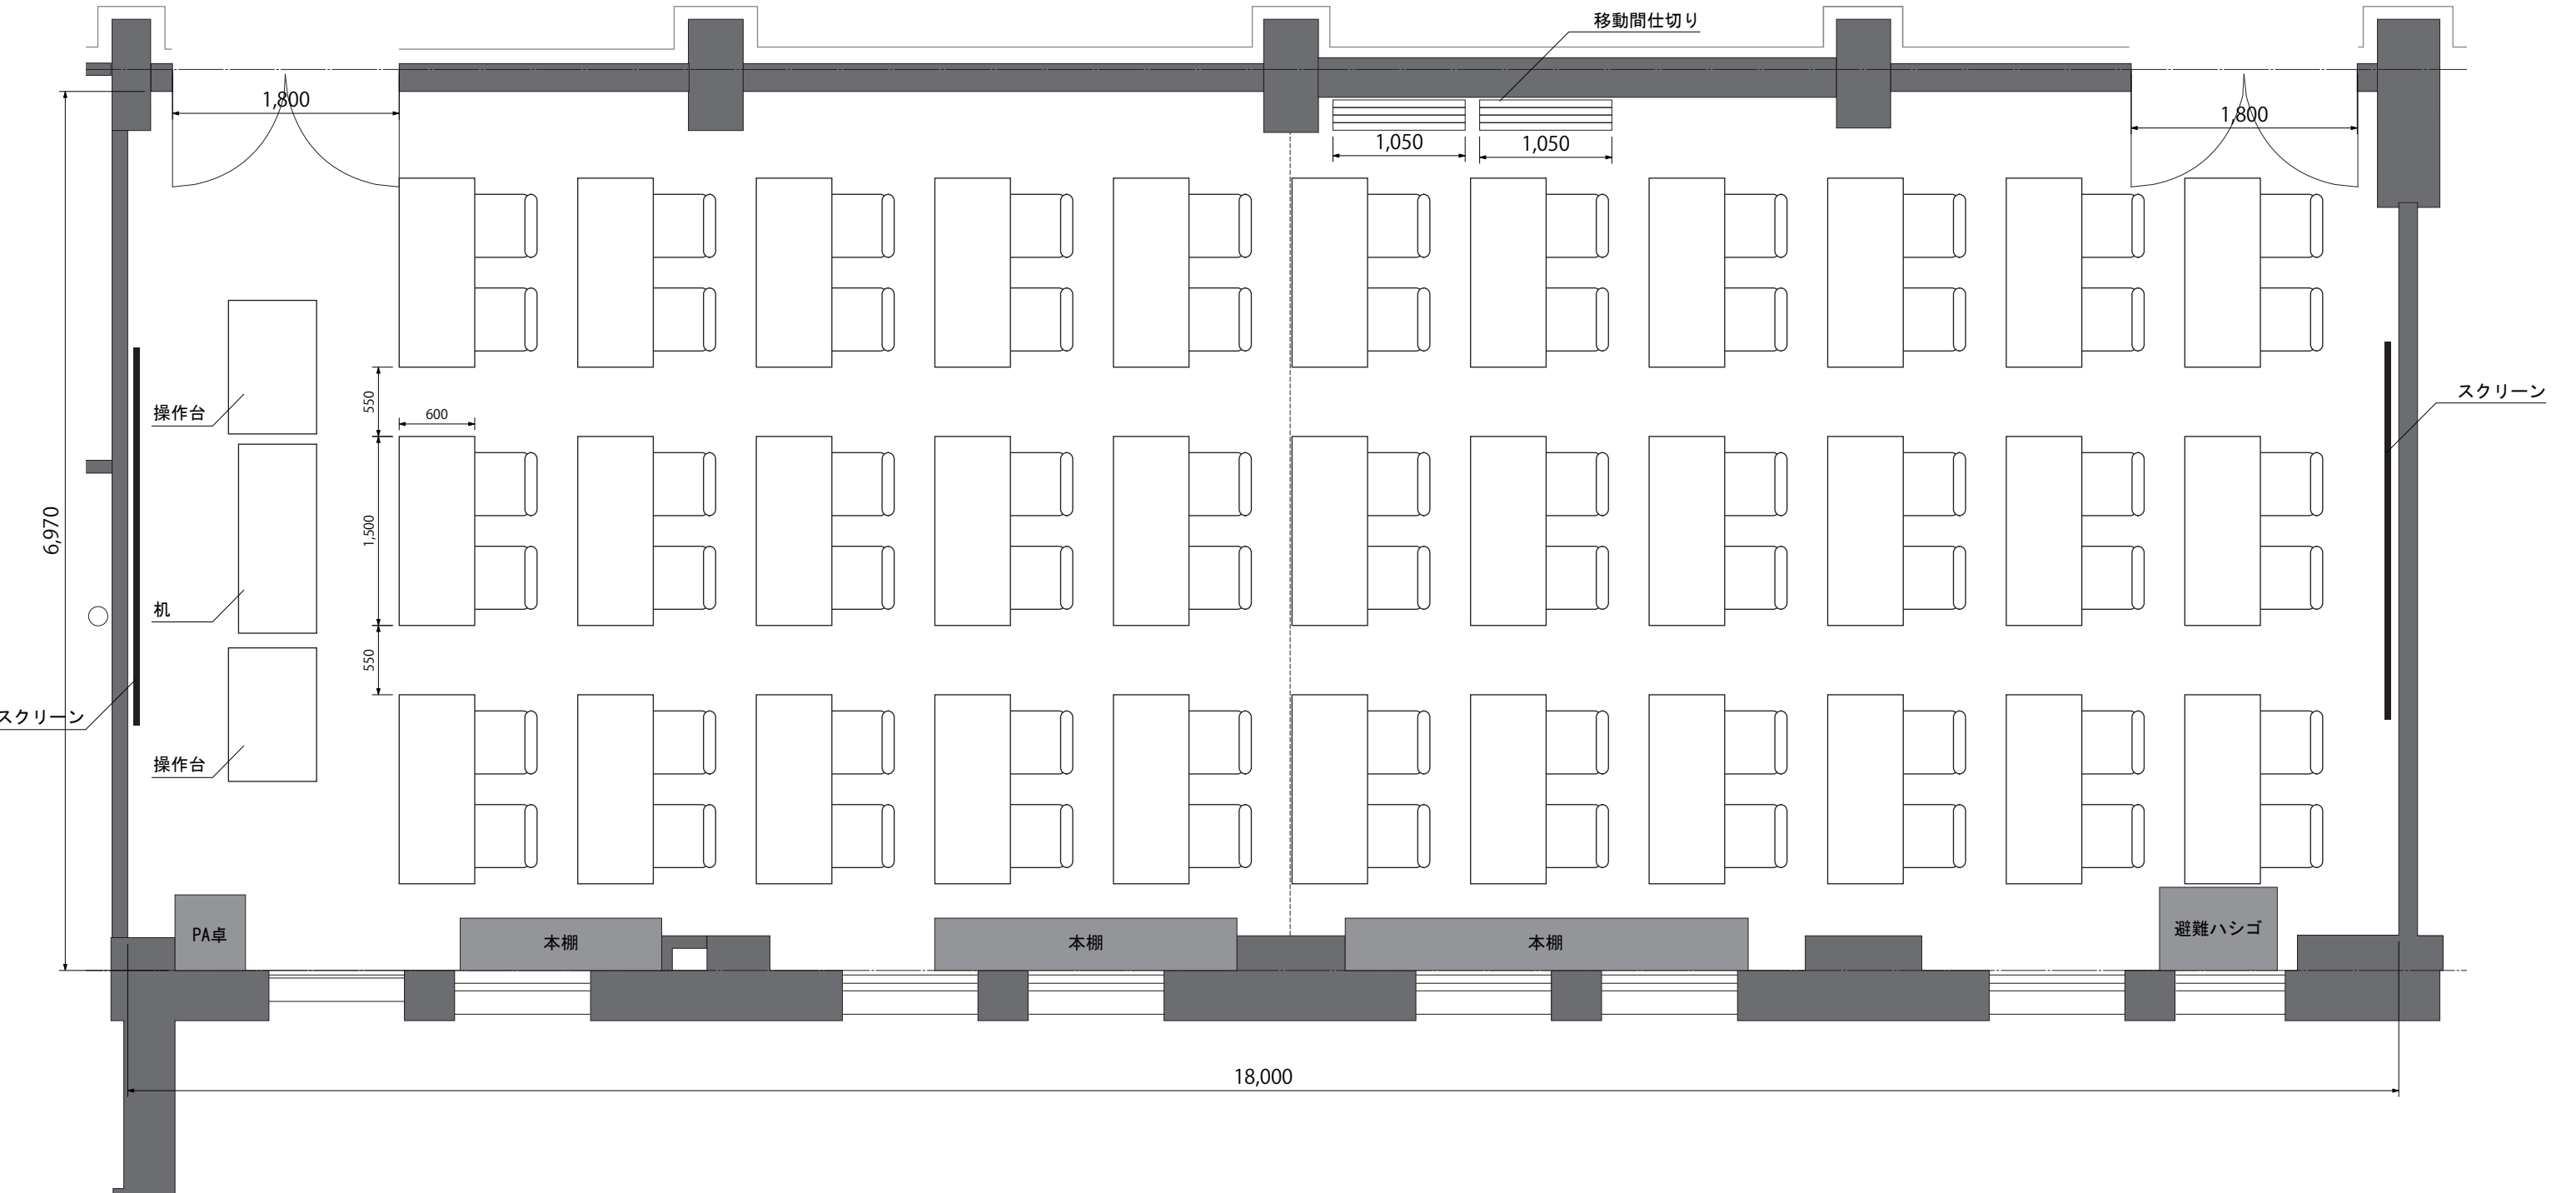 移動間仕切り
1,800
1,800
1,050
1,050
スクリーン
操作台
550
600
6,970
1,500
机
550
スクリーン
操作台
PA卓
本棚
本棚
本棚
避難ハシゴ
18,000